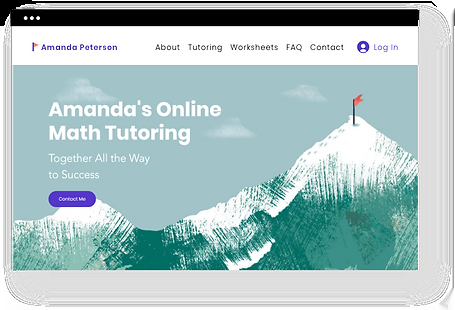 Amanda Peterson
About Tutoring Worksheets FAQ Contact Log In
Amanda's Online
Math Tutoring
Together All the Way
to Success
Contact Me